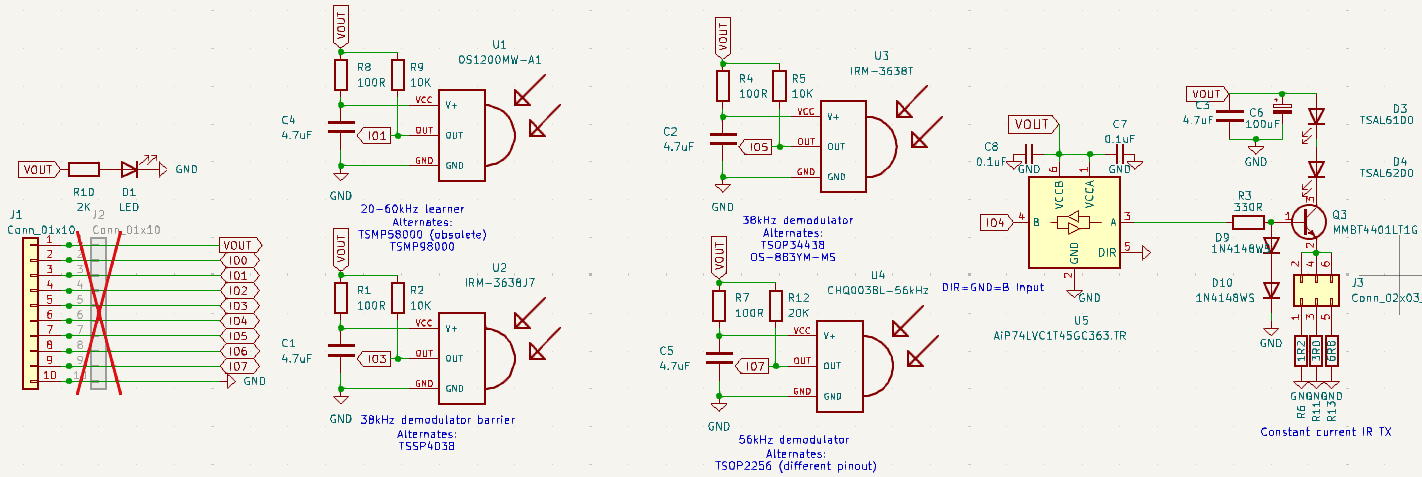 VOUT
GND
R10
2K
D1
LED
J1
Conn_01x10
J2
Conn_01x10
1
2
3
4
5
6
7
8
9
10
VOUT
IO0
IO1
IO2
IO3
IO4
IO5
IO6
IO7
GND
VOUT
R8
100R
R9
10K
U1
OS1200MW-A1
C4
4.7uF
IO1
VCC
OUT
GND
V+
OUT
GND
GND
20-60kHz learner
Alternates:
TSMP58000 (obsolete)
TSMP98000
VOUT
R1
100R
R2
10K
U2
IRM-3638J7
C1
4.7uF
IO3
VCC
OUT
GND
V+
OUT
GND
GND
38kHz demodulator barrier
Alternates:
TSSP4038
VOUT
R4
100R
R5
10K
U3
IRM-3638T
C2
4.7uF
IO5
VCC
OUT
GND
V+
OUT
GND
GND
38kHz demodulator
Alternates:
TSOP34438
OS-8B3YM-MS
VOUT
R7
100R
R12
20K
U4
CHQ0038L-56kHz
C5
4.7uF
IO7
VCC
OUT
GND
V+
OUT
GND
GND
56kHz demodulator
Alternates:
TSOP2256 (different pinout)
VOUT
C8
0.1uF
GND
C7
0.1uF
GND
6
1
VCCB
VCCA
IO4
4
B
A
3
DIR
5
GND
2
GND
DIR=GND=B Input
U5
AiP74LVC1T45GC363.TR
VOUT
C3
4.7uF
C6
100uF
GND
D3
TSAL6100
D4
TSAL6200
R3
330R
1
3
2
Q3
MMBT4401LT1G
D9
1N4148WS
D10
1N4148WS
GND
2
4
6
J3
Conn_02x03_
1
3
5
1R2
3R0
6R8
GND
GND
GND
R6
R11
R13
Constant current IR TX